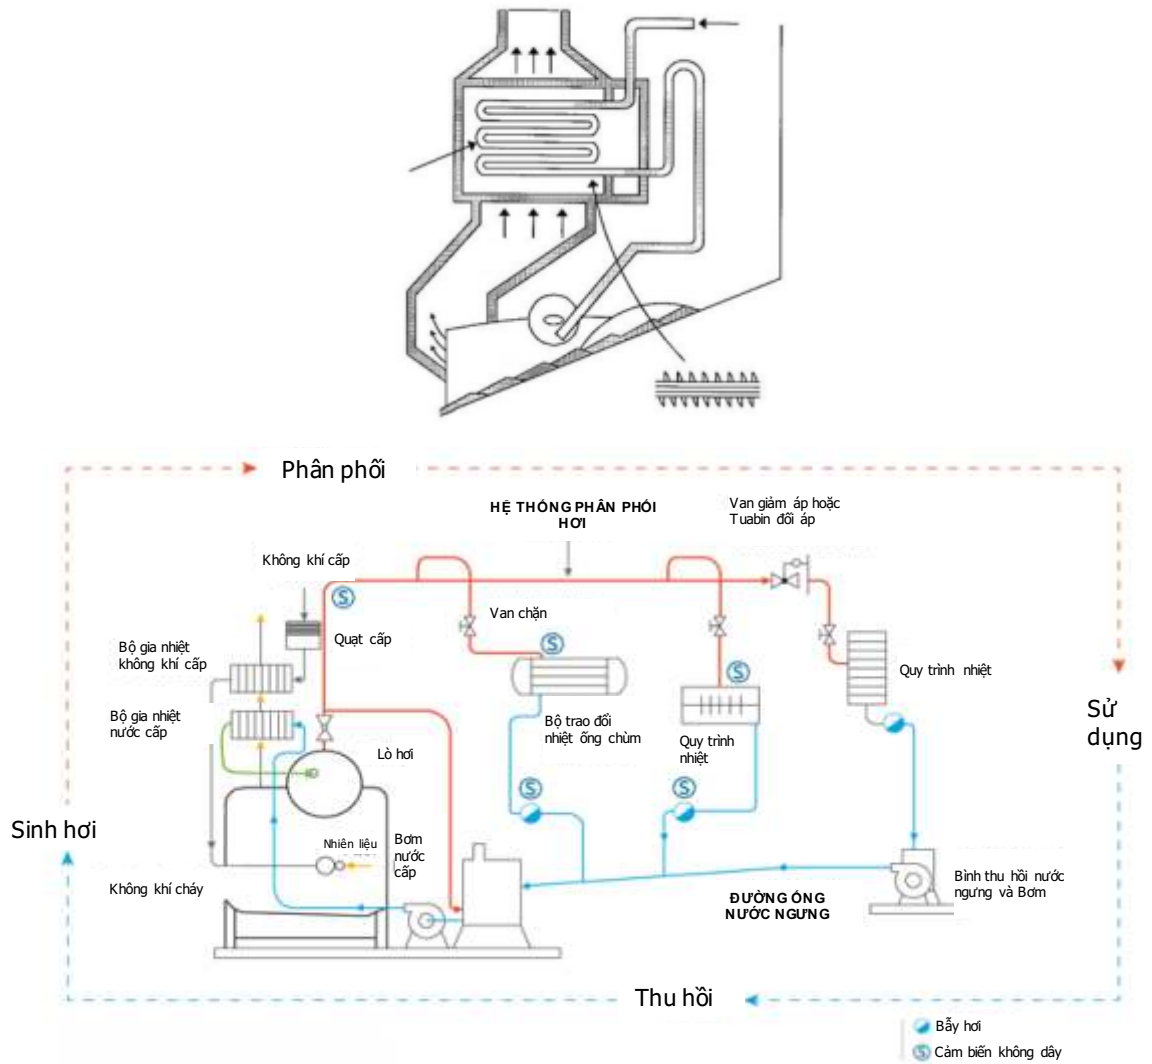 Phân phối
HỆ THỐNG PHÂN PHỐI
HƠI
Van giảm áp hoặc
Tuabin đối áp
Không khí cấp
S
Van chặn
Quạt cấp
S
S
Bộ gia nhiệt
không khí cấp
Quy trình nhiệt
Bộ gia nhiệt
nước cấp
Bộ trao đổi
nhiệt ống chùm
Quy trình
nhiệt
Sử
dụng
Lò hơi
S
S
Sinh hơi
Nhiên liệu
Bơm
nước
cấp
Không khí cháy
Bình thu hồi nước
ngưng và Bơm
ĐƯỜNG ỐNG
NƯỚC NGƯNG
Thu hồi
Bẫy hơi
S Cảm biến không dây